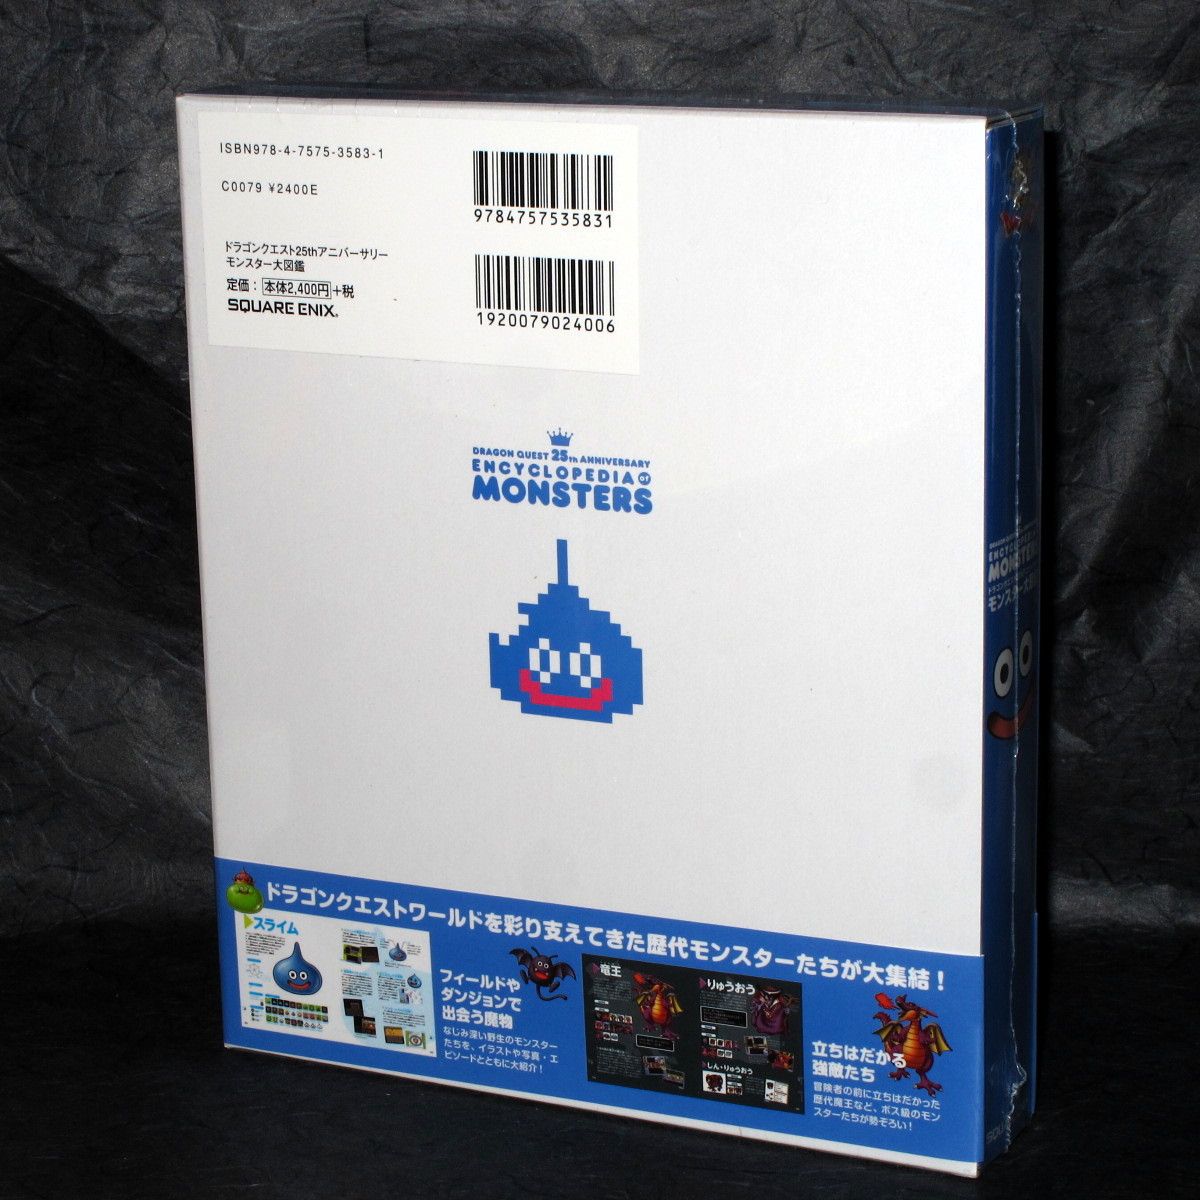 ISBN978-4-7575-3583-1
C0079 ¥2400E
9784757535831
ドラゴンクエスト25thアニバーサリー
モンスター大図鑑
定価：本体2,400円+税
SQUARE ENIX®
1920079024006
DRAGON QUEST 25th ANNIVERSARY
ENCYCLOPEDIA of
MONSTERS
ENCYCLOPEDIA
MONSTERS
ドラゴンクエストワールドを彩り支えてきた歴代モンスターたちが大集結！
スライム
フィールドや
ダンジョンで
出会う魔物
なじみ深い野生のモンスター
たちを、イラストや写真・エ
ピソードとともに大紹介！
竜王
りゅうおう
しん・りゅうおう
立ちはだかる
強敵たち
冒険者の前に立ちはだかった
歴代魔王など、ボス級のモン
スターたちが勢ぞろい！